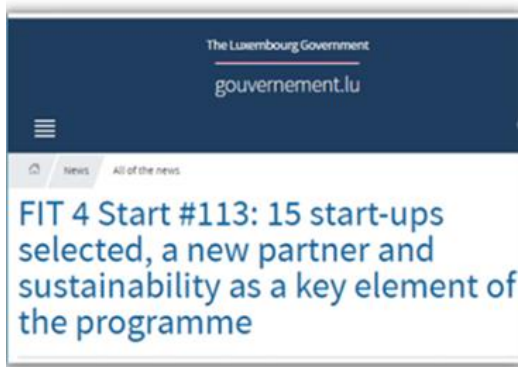 The Luxembourg Government
gouvernement.lu
News
All of the news
FIT 4 Start #113: 15 start-ups
selected, a new partner and
sustainability as a key element of
the programme